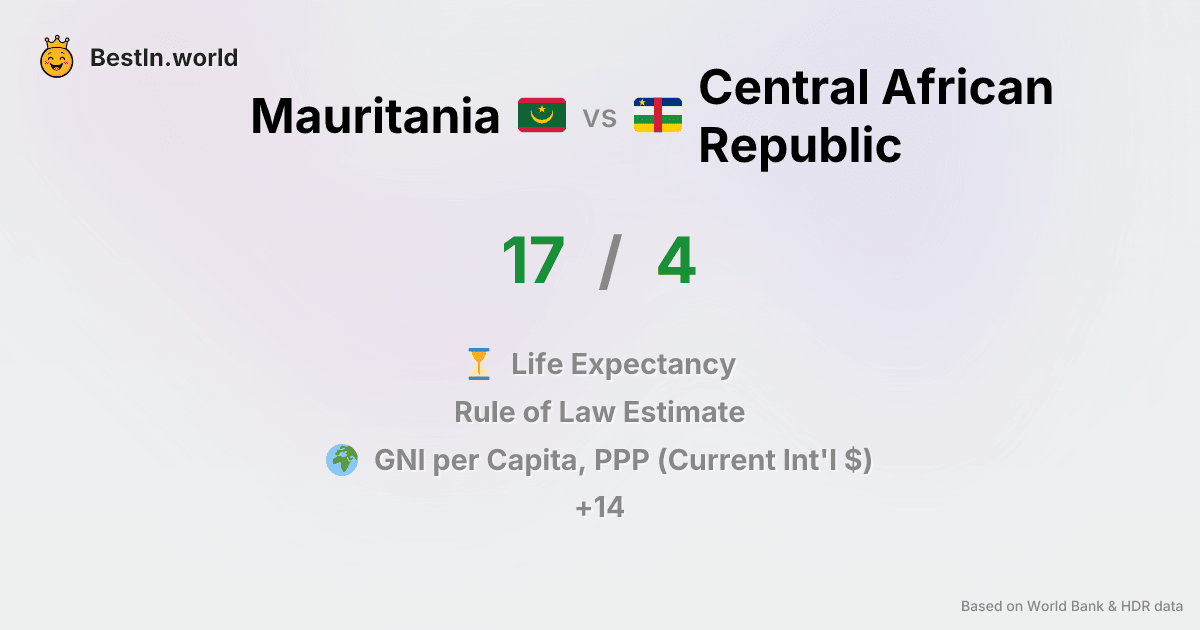 BestIn.world
Mauritania vs Central African
Republic
17 / 4
Life Expectancy
Rule of Law Estimate
GNI per Capita, PPP (Current Int'l $)
+14
Based on World Bank & HDR data